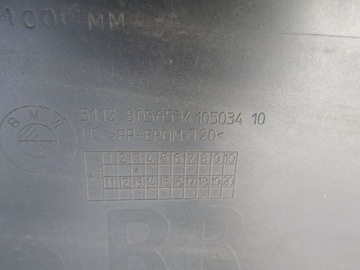 1000 MM
BMW
5112 8056534 105034 10
>PP+EPDM-T20<
1 2 3 4 5 6 7 8 9 10
11 12 13 14 15 16 17 18 19 20